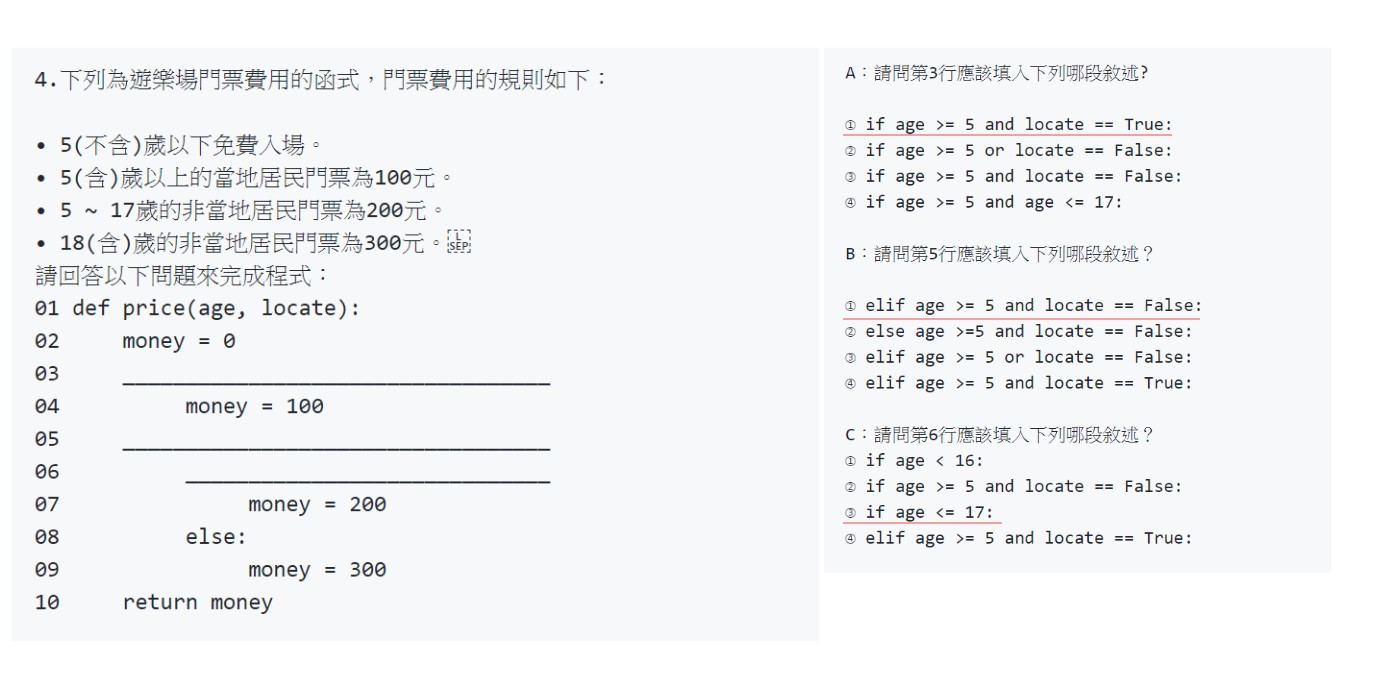 4.下列為遊樂場門票費用的函式，門票費用的規則如下：
• 5(不含)歲以下免費入場。
• 5(含)歲以上的當地居民門票為100元。
• 5 ~ 17歲的非當地居民門票為200元。
• 18(含)歲的非當地居民門票為300元。L SEP
請回答以下問題來完成程式：
01 def price(age, locate):
02     money = 0
03     __________________________________
04          money = 100
05     __________________________________
06          _____________________________
07               money = 200
08          else:
09               money = 300
10     return money
A：請問第3行應該填入下列哪段敘述?
① if age >= 5 and locate == True:
② if age >= 5 or locate == False:
③ if age >= 5 and locate == False:
④ if age >= 5 and age <= 17:
B：請問第5行應該填入下列哪段敘述？
① elif age >= 5 and locate == False:
② else age >=5 and locate == False:
③ elif age >= 5 or locate == False:
④ elif age >= 5 and locate == True:
C：請問第6行應該填入下列哪段敘述？
① if age < 16:
② if age >= 5 and locate == False:
③ if age <= 17:
④ elif age >= 5 and locate == True: